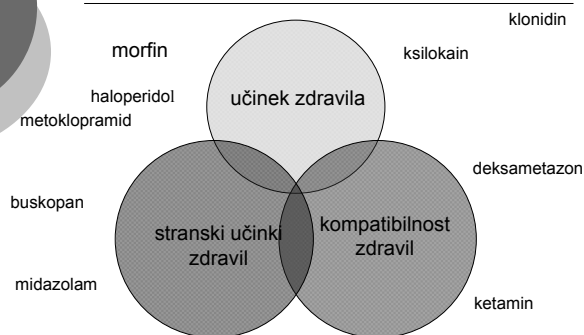 klonidin
morfin
ksilokain
haloperidol
metoklopramid
učinek zdravila
deksametazon
buskopan
stranski učinki
zdravil
kompatibilnost
zdravil
midazolam
ketamin